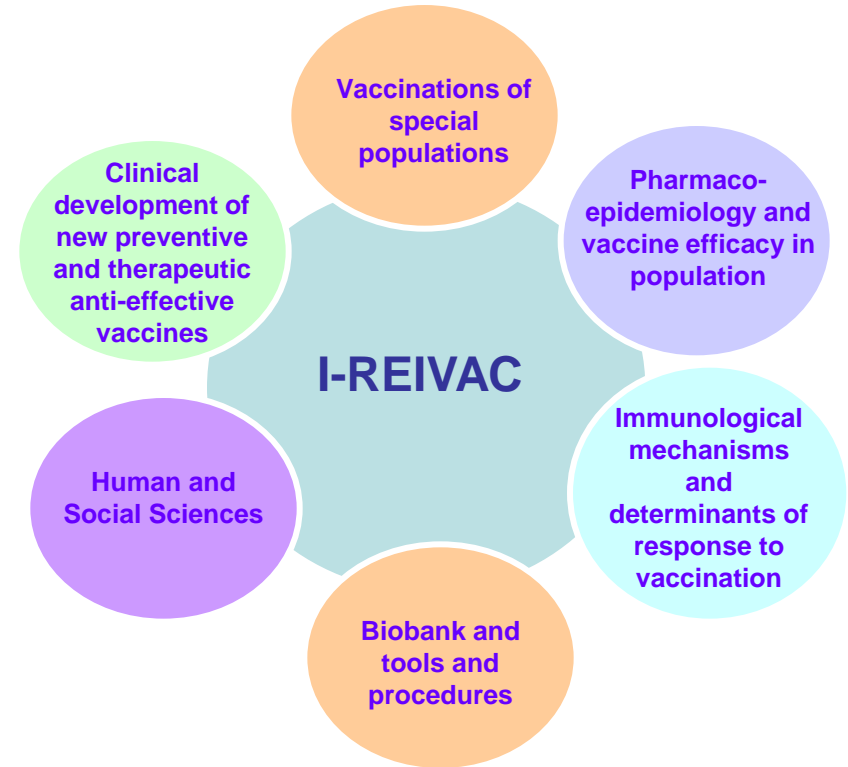 Vaccinations of
special
populations
Clinical
development of
new preventive
and therapeutic
anti-effective
vaccines
Pharmaco-
epidemiology and
vaccine efficacy in
population
I-REIVAC
Immunological
mechanisms
and
determinants of
response to
vaccination
Human and
Social Sciences
Biobank and
tools and
procedures